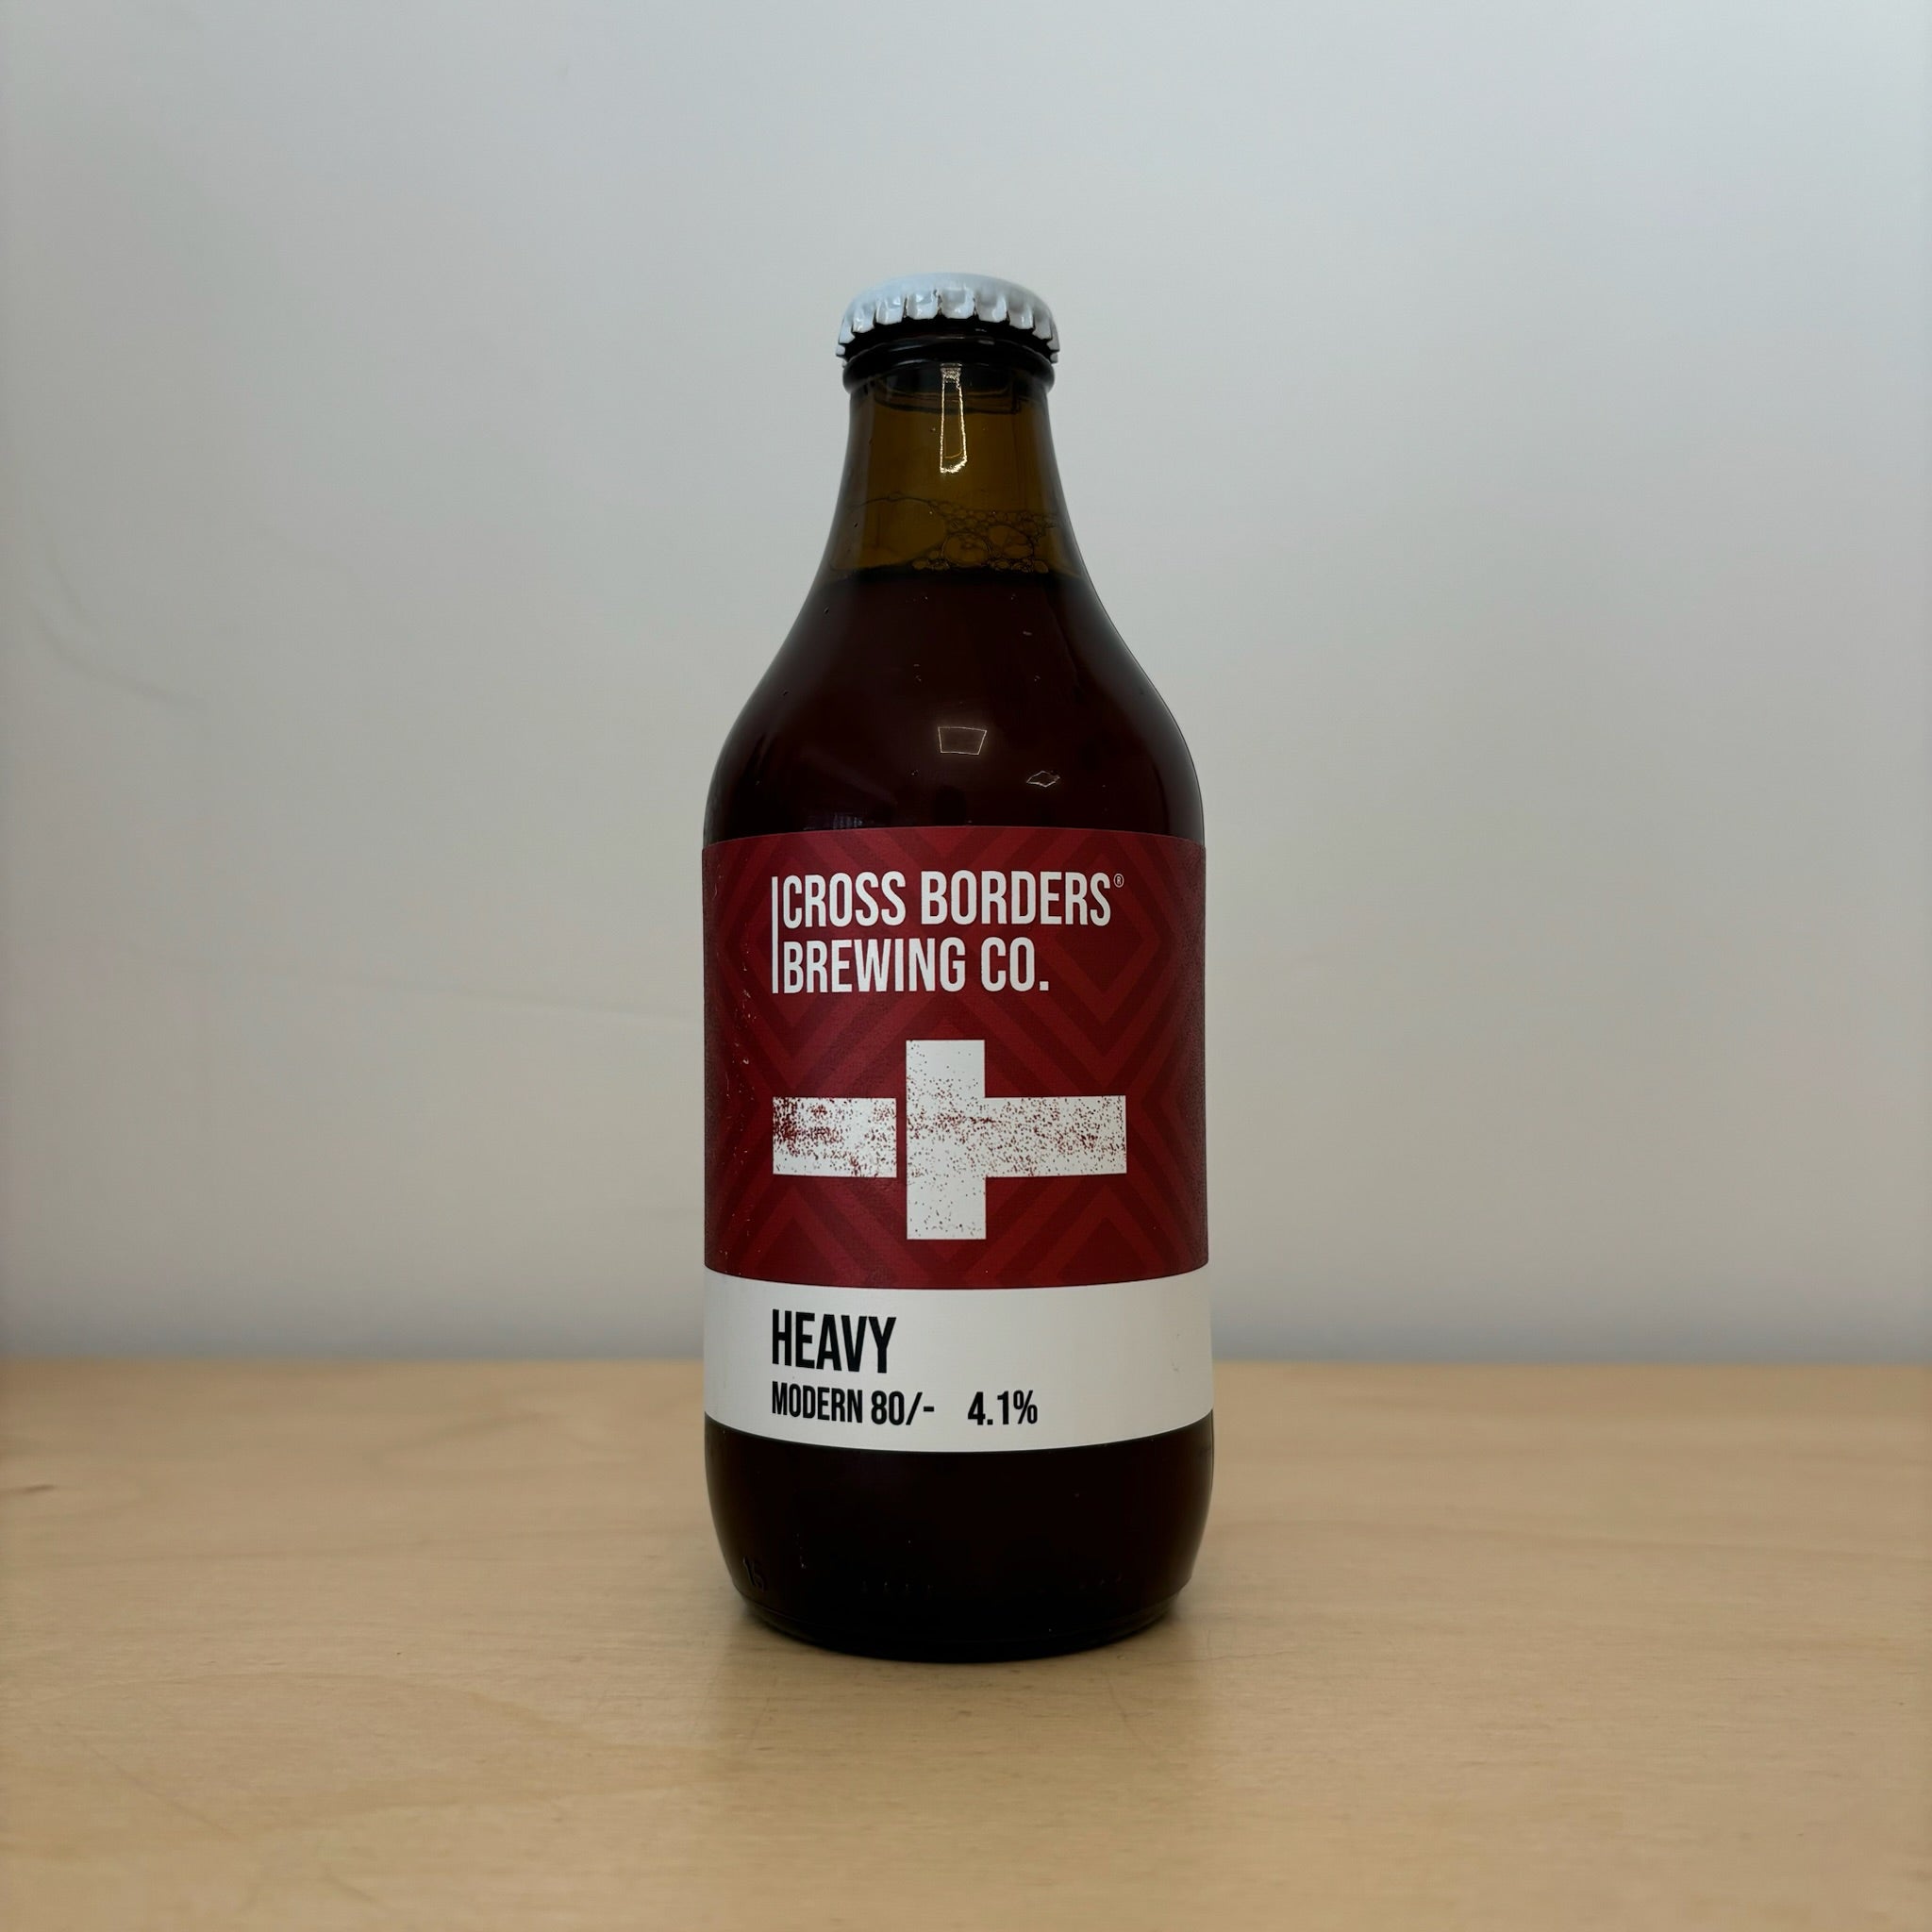 CROSS BORDERS®
BREWING CO.
HEAVY
MODERN 80/- 4.1%